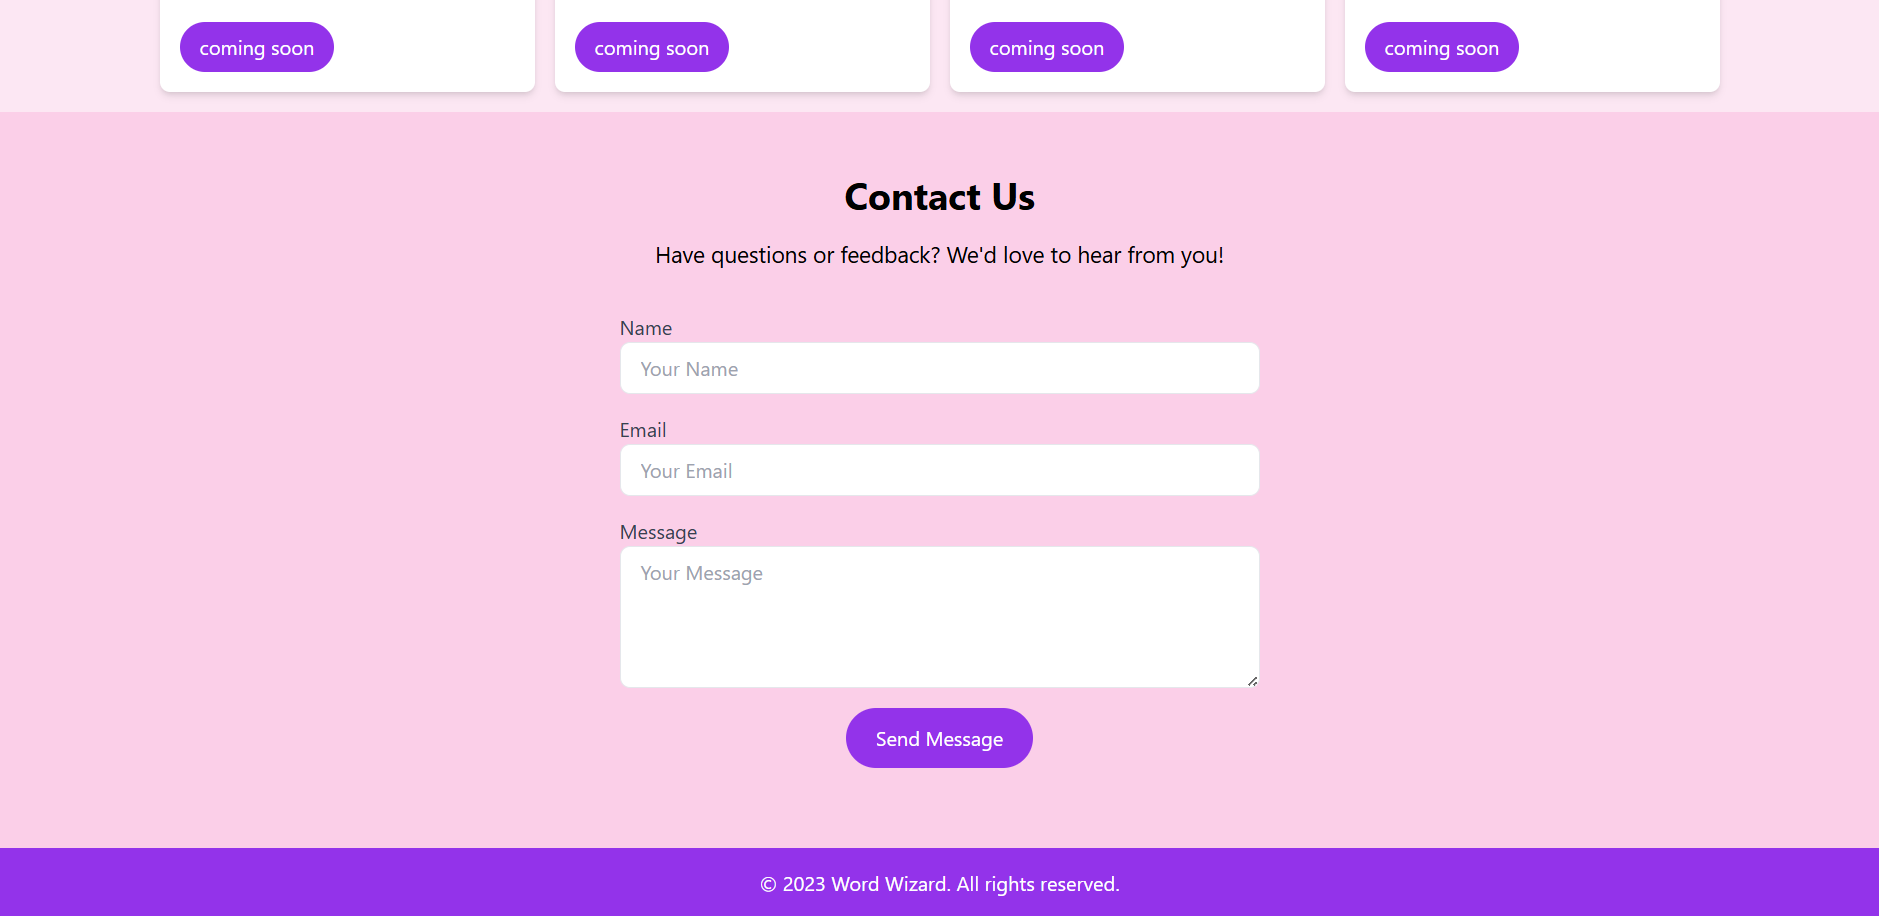 coming soon
coming soon
coming soon
coming soon
Contact Us
Have questions or feedback? We'd love to hear from you!
Name
Your Name
Email
Your Email
Message
Your Message
Send Message
© 2023 Word Wizard. All rights reserved.